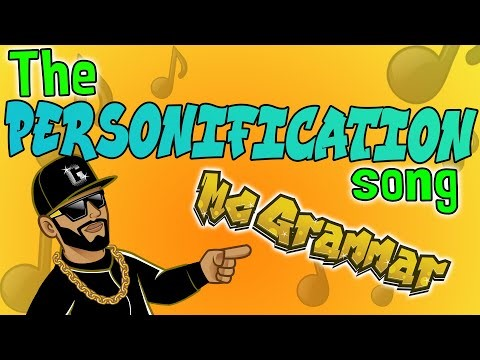 The
PERSONIFICATION
song
G
MC Grammar